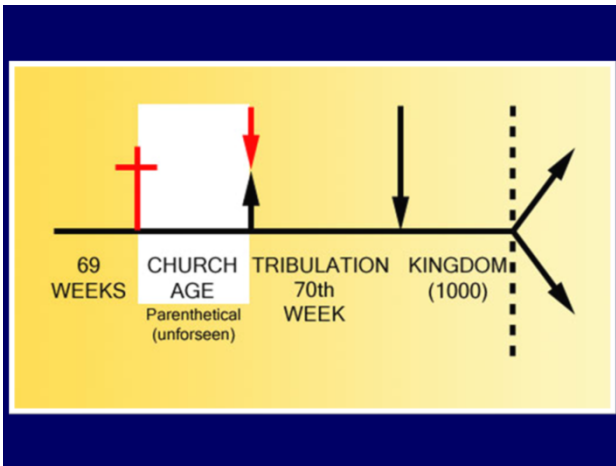 69
WEEKS
CHURCH
AGE
Parenthetical
(unforseen)
TRIBULATION
70th
WEEK
KINGDOM
(1000)